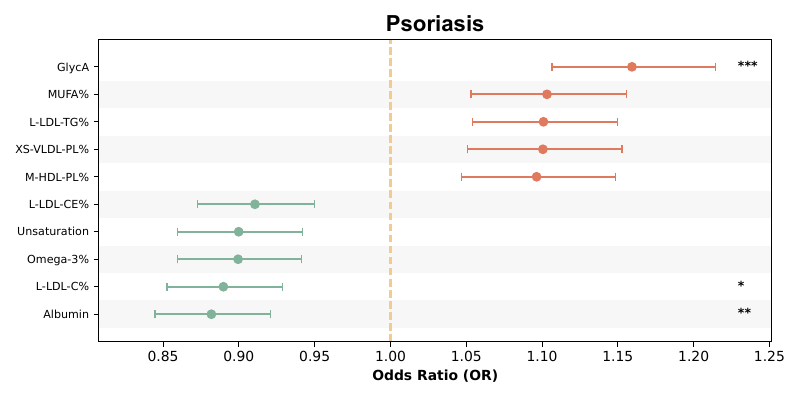 Psoriasis
GlycA ***
MUFA%
L-LDL-TG%
XS-VLDL-PL%
M-HDL-PL%
L-LDL-CE%
Unsaturation
Omega-3%
L-LDL-C% *
Albumin **
0.85 0.90 0.95 1.00 1.05 1.10 1.15 1.20 1.25
Odds Ratio (OR)